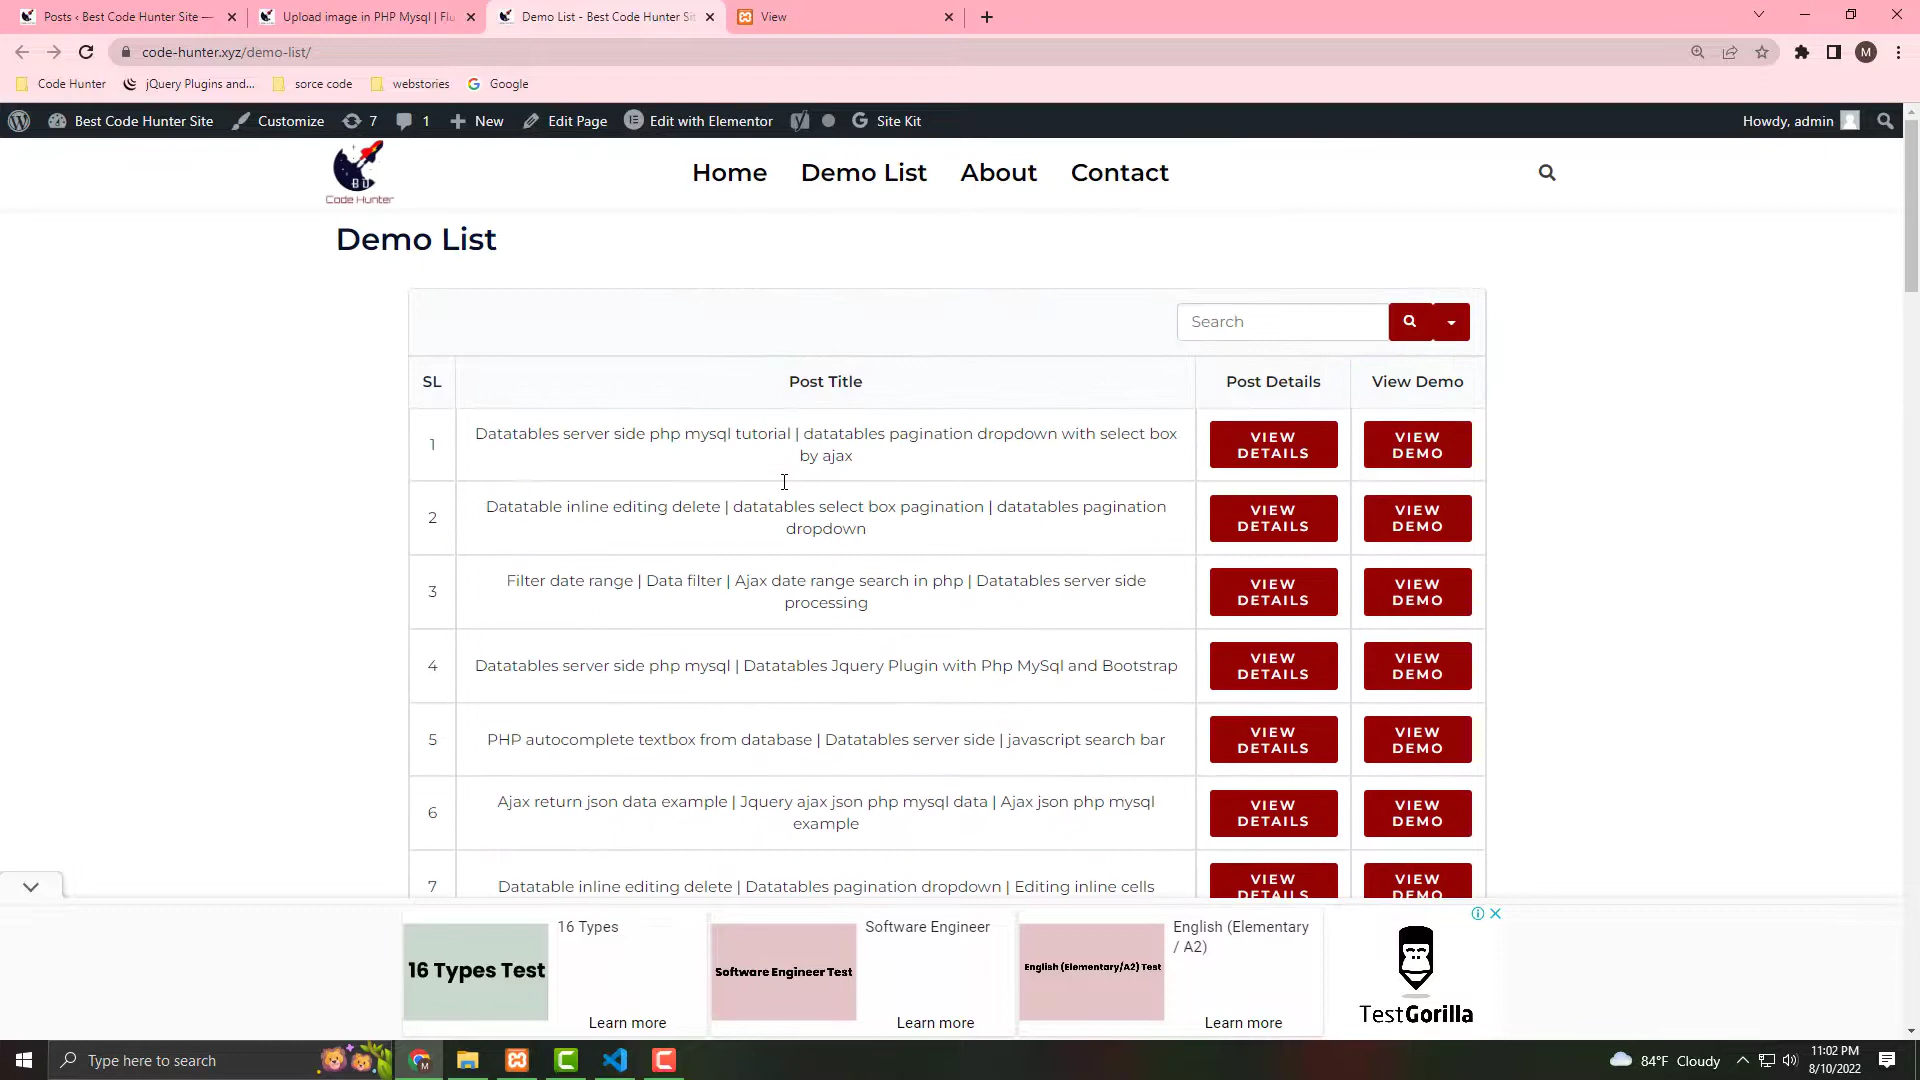 Posts ‹ Best Code Hunter Site —
Upload image in PHP Mysql | Fu
Demo List - Best Code Hunter Sit
View
code-hunter.xyz/demo-list/
M
Code Hunter
jQuery Plugins and...
sorce code
webstories
Google
Best Code Hunter Site
Customize
7
1
New
Edit Page
Edit with Elementor
Site Kit
Howdy, admin
Code Hunter
Home
Demo List
About
Contact
Demo List
Search
SL
Post Title
Post Details
View Demo
1
Datatables server side php mysql tutorial | datatables pagination dropdown with select box
by ajax
VIEW
DETAILS
VIEW
DEMO
2
Datatable inline editing delete | datatables select box pagination | datatables pagination
dropdown
VIEW
DETAILS
VIEW
DEMO
3
Filter date range | Data filter | Ajax date range search in php | Datatables server side
processing
VIEW
DETAILS
VIEW
DEMO
4
Datatables server side php mysql | Datatables Jquery Plugin with Php MySql and Bootstrap
VIEW
DETAILS
VIEW
DEMO
5
PHP autocomplete textbox from database | Datatables server side | javascript search bar
VIEW
DETAILS
VIEW
DEMO
6
Ajax return json data example | Jquery ajax json php mysql data | Ajax json php mysql
example
VIEW
DETAILS
VIEW
DEMO
7
Datatable inline editing delete | Datatables pagination dropdown | Editing inline cells
VIEW
DETAILS
VIEW
DEMO
16 Types Test
16 Types
Learn more
Software Engineer Test
Software Engineer
Learn more
English (Elementary/A2) Test
English (Elementary
/ A2)
Learn more
TestGorilla
Type here to search
84°F Cloudy
11:02 PM
8/10/2022